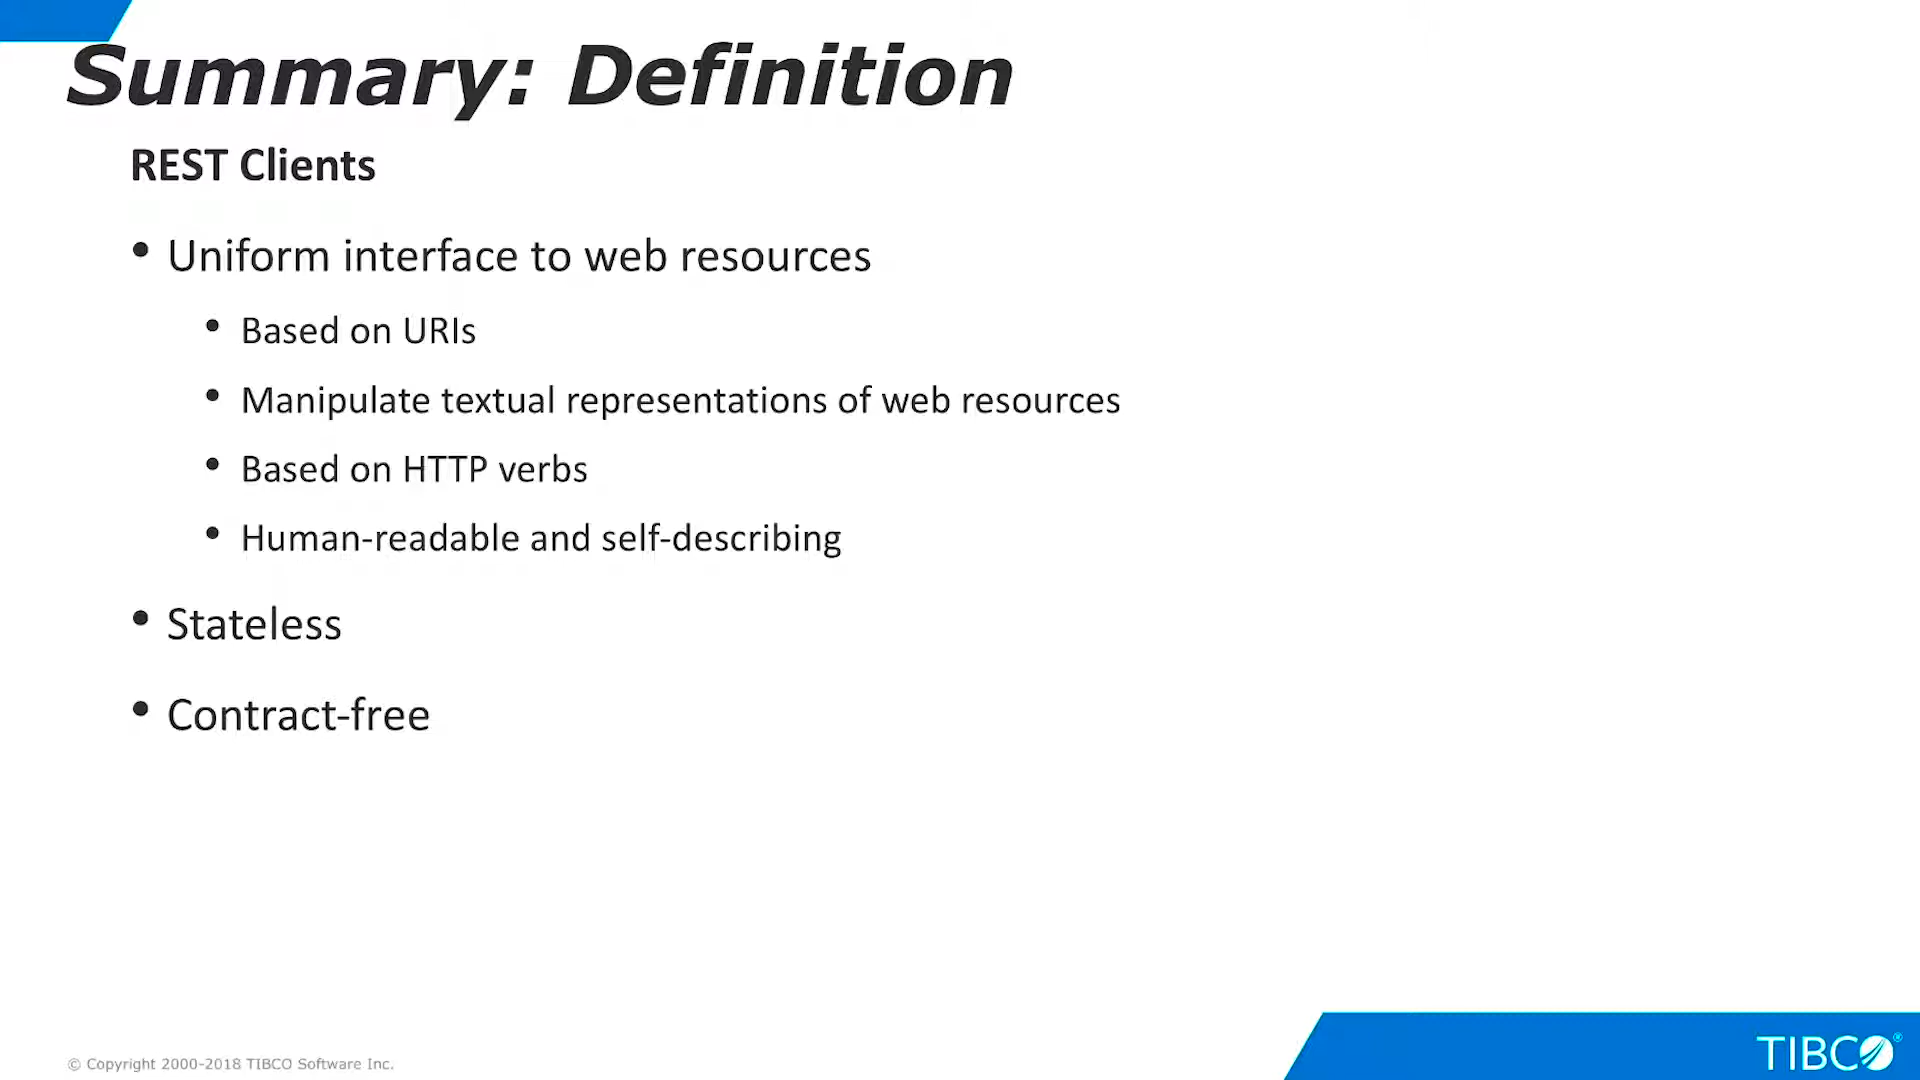 Summary: Definition
REST Clients
• Uniform interface to web resources
• Based on URIs
• Manipulate textual representations of web resources
• Based on HTTP verbs
• Human-readable and self-describing
• Stateless
• Contract-free
© Copyright 2000-2018 TIBCO Software Inc.
TIBCO®